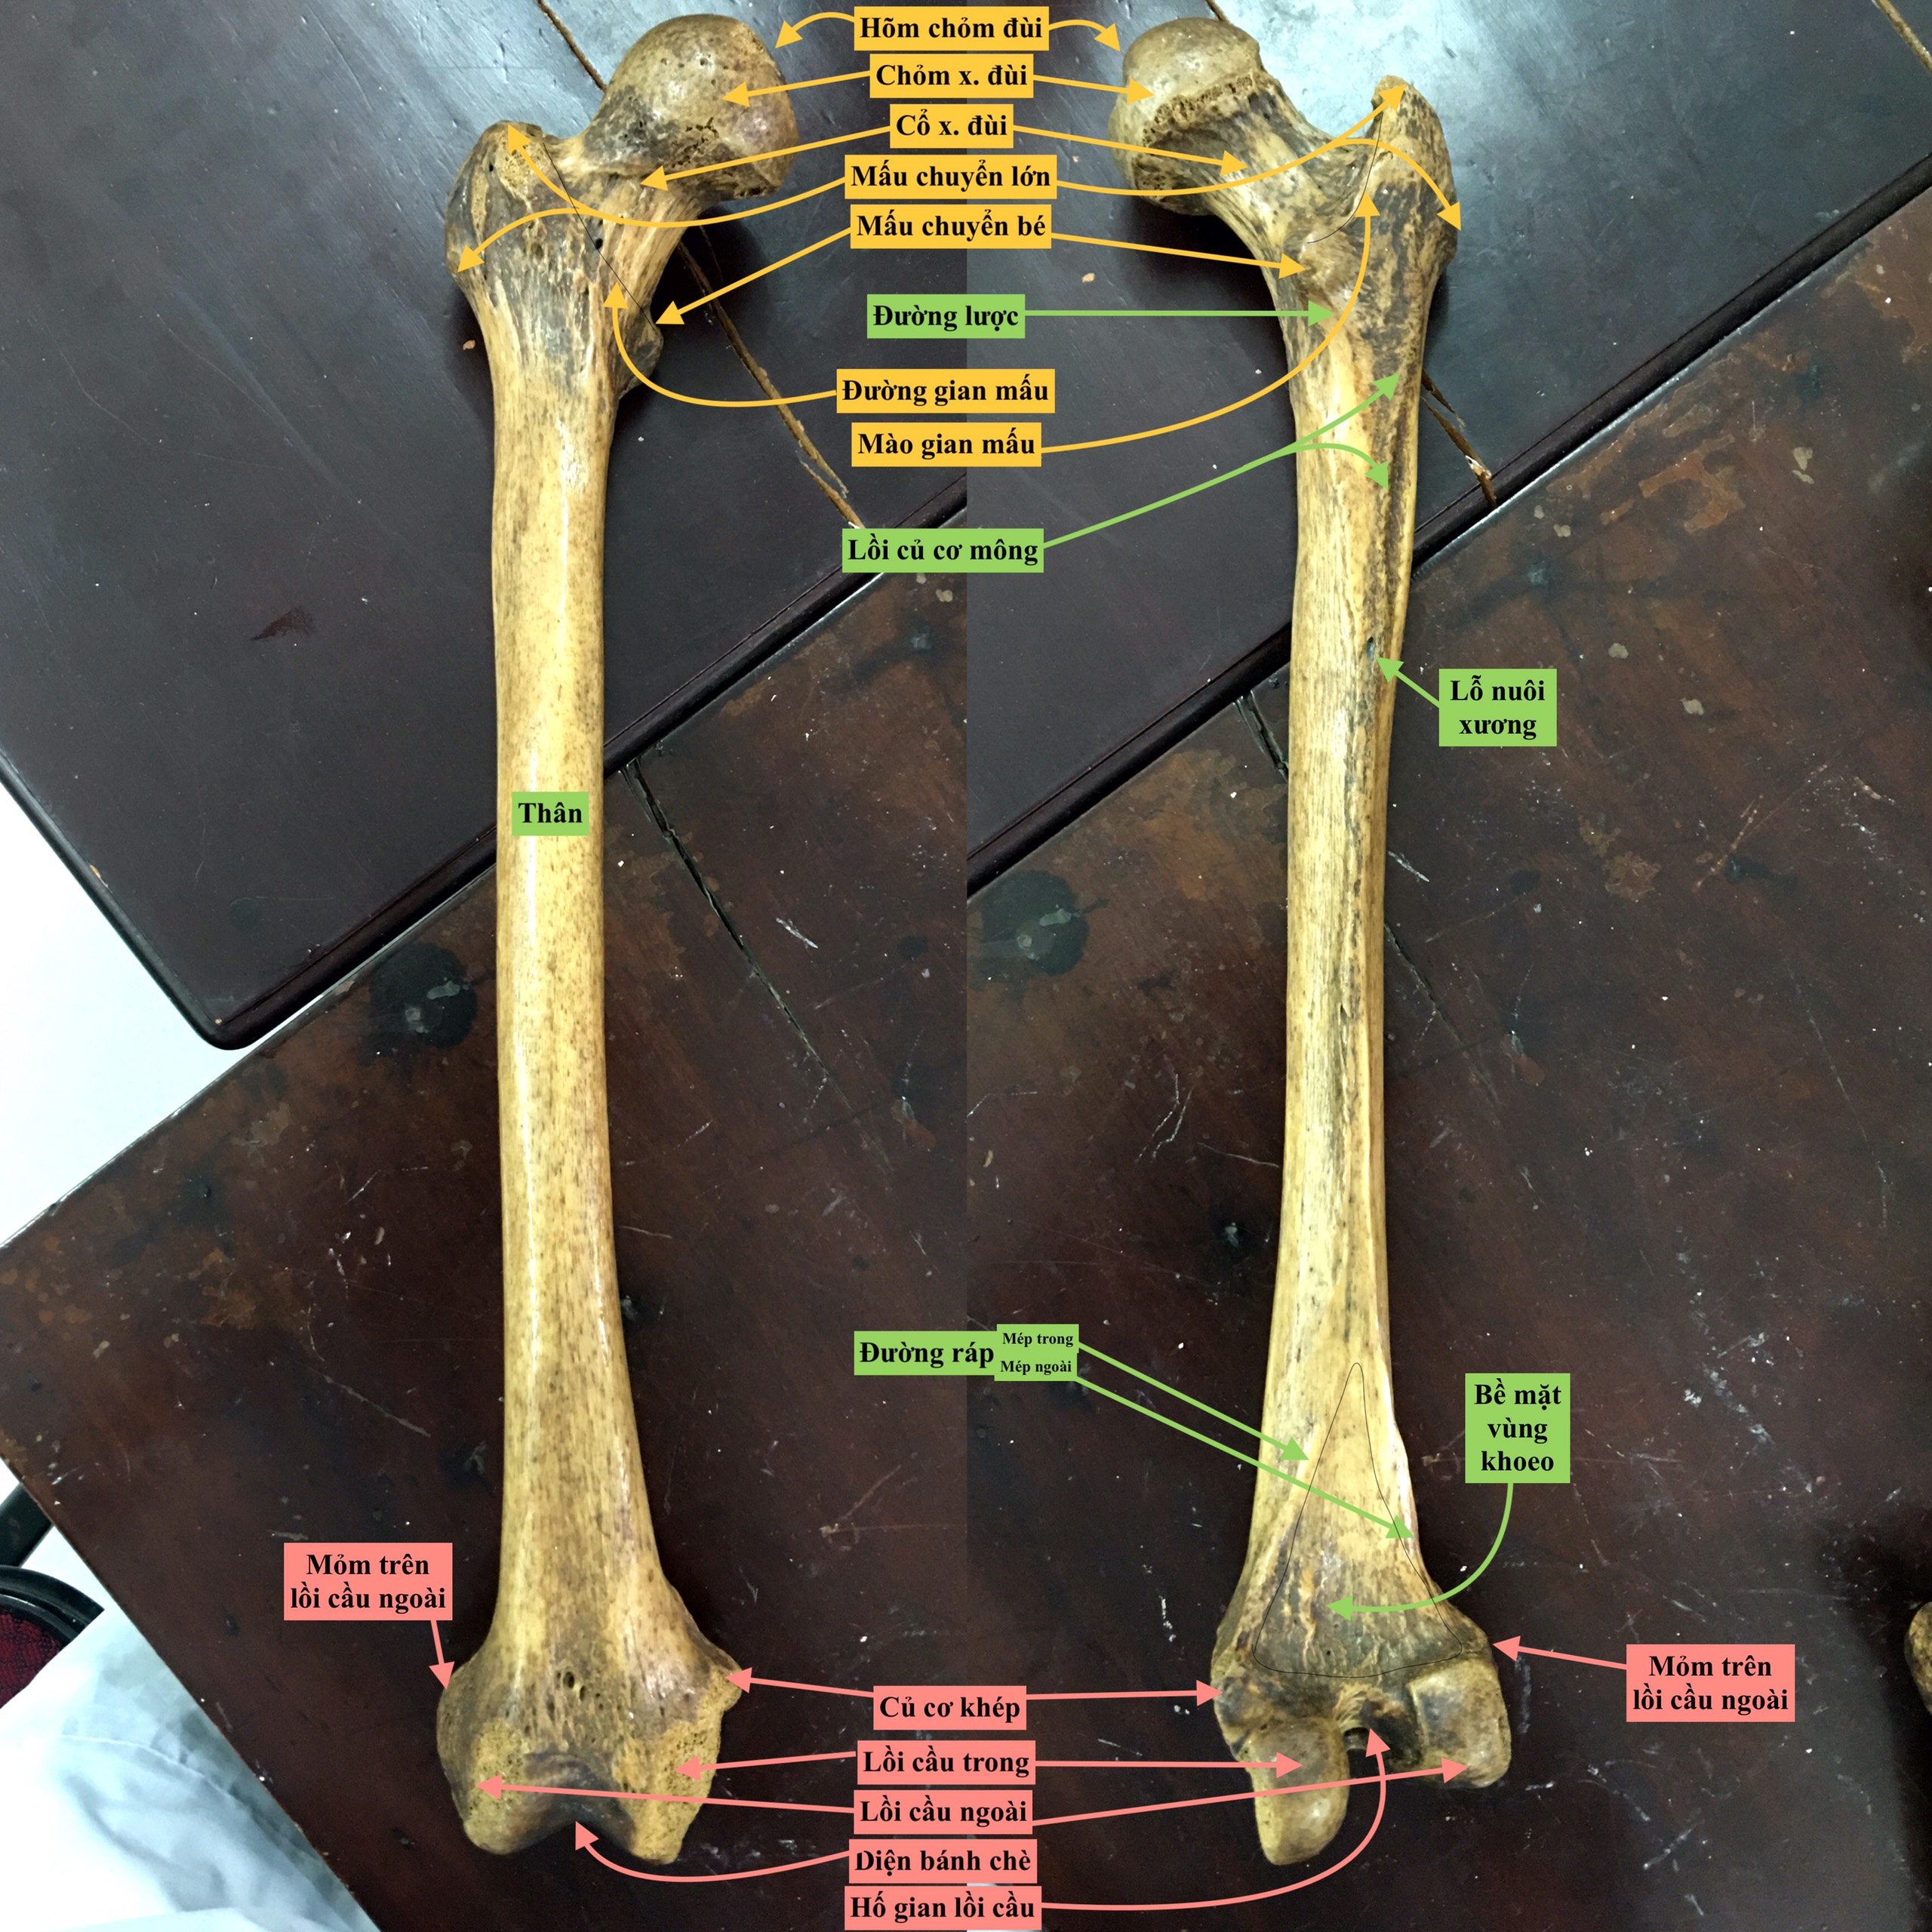 Hõm chỏm đùi
Chỏm x. đùi
Cổ x. đùi
Mấu chuyển lớn
Mấu chuyển bé
Đường lược
Đường gian mấu
Mào gian mấu
Lồi củ cơ mông
Lỗ nuôi
xương
Thân
Đường ráp
Mép trong
Mép ngoài
Bề mặt
vùng
khoeo
Mỏm trên
lồi cầu ngoài
Mỏm trên
lồi cầu ngoài
Củ cơ khép
Lồi cầu trong
Lồi cầu ngoài
Diện bánh chè
Hố gian lồi cầu